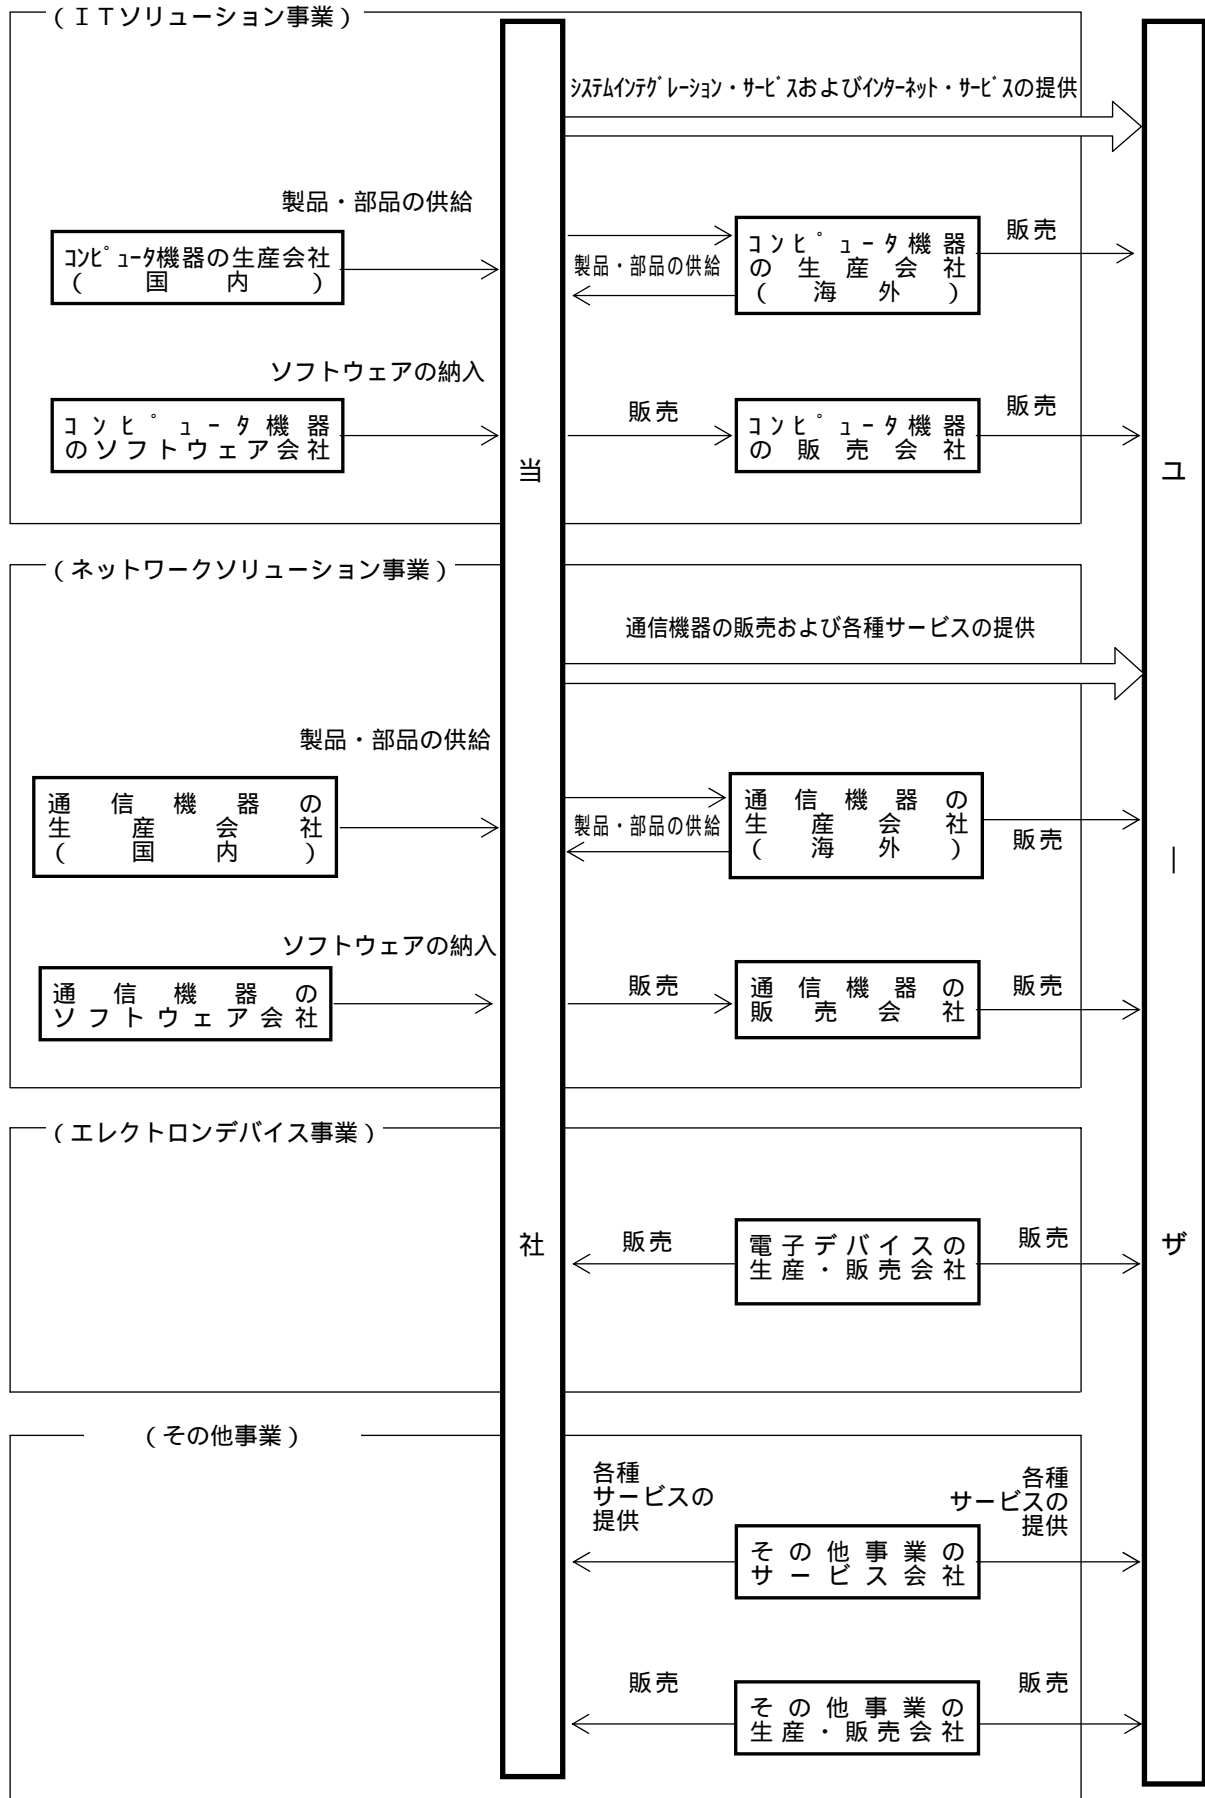 (ITソリューション事業)
システムインテグレーション・サービスおよびインターネット・サービスの提供
製品・部品の供給
コンピュータ機器の生産会社
(国内)
製品・部品の供給
コンピュータ機器
の生産会社
(海外)
販売
ソフトウェアの納入
コンピュータ機器
のソフトウェア会社
販売
コンピュータ機器
の販売会社
販売
当
ユ
(ネットワークソリューション事業)
通信機器の販売および各種サービスの提供
製品・部品の供給
通信機器の
生産会社
(国内)
製品・部品の供給
通信機器の
生産会社
(海外)
販売
ー
ソフトウェアの納入
通信機器の
ソフトウェア会社
販売
通信機器の
販売会社
販売
(エレクトロンデバイス事業)
社
販売
電子デバイスの
生産・販売会社
販売
ザ
(その他事業)
各種
サービスの
提供
その他事業の
サービス会社
各種
サービスの
提供
販売
その他事業の
生産・販売会社
販売